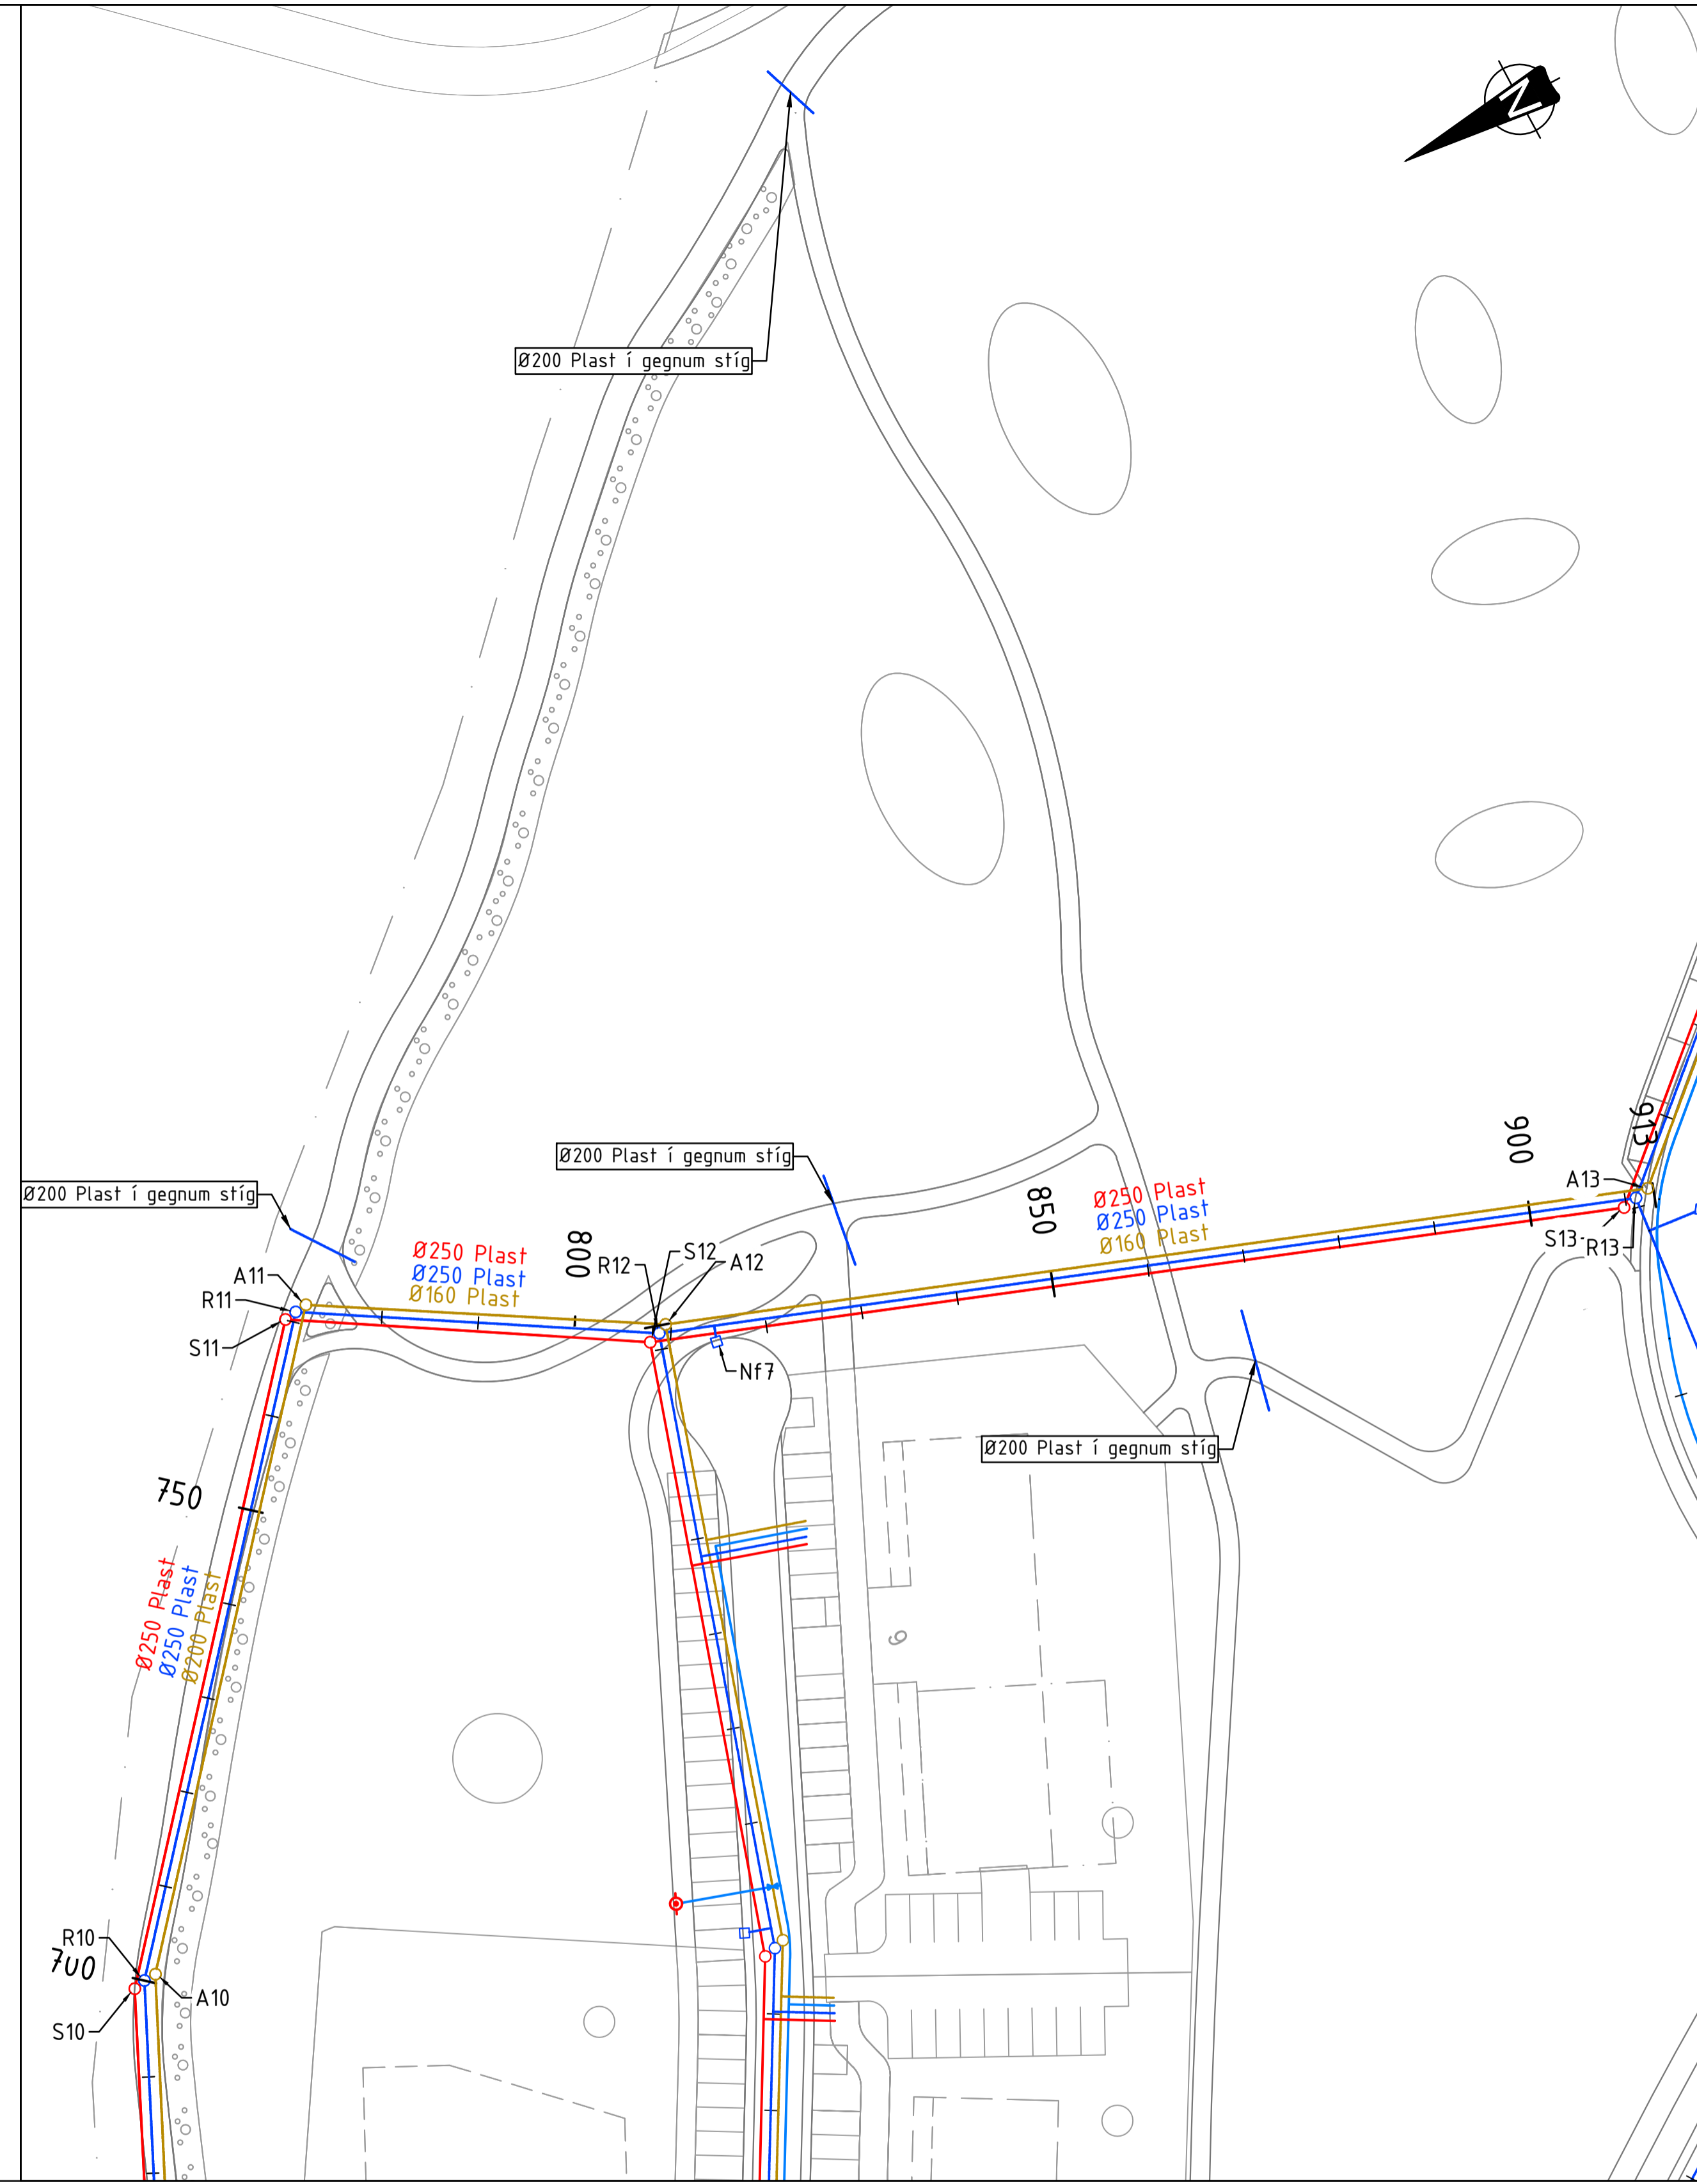 N
Ø200 Plast í gegnum stíg
913
900
Ø200 Plast í gegnum stíg
A13
Ø200 Plast í gegnum stíg
850
Ø250 Plast
Ø250 Plast
Ø160 Plast
S13
R13
800
Ø250 Plast
Ø250 Plast
Ø160 Plast
R12
S12
A12
A11
R11
S11
Nf7
Ø200 Plast í gegnum stíg
750
Ø250 Plast
Ø250 Plast
Ø200 Plast
9
R10
700
A10
S10